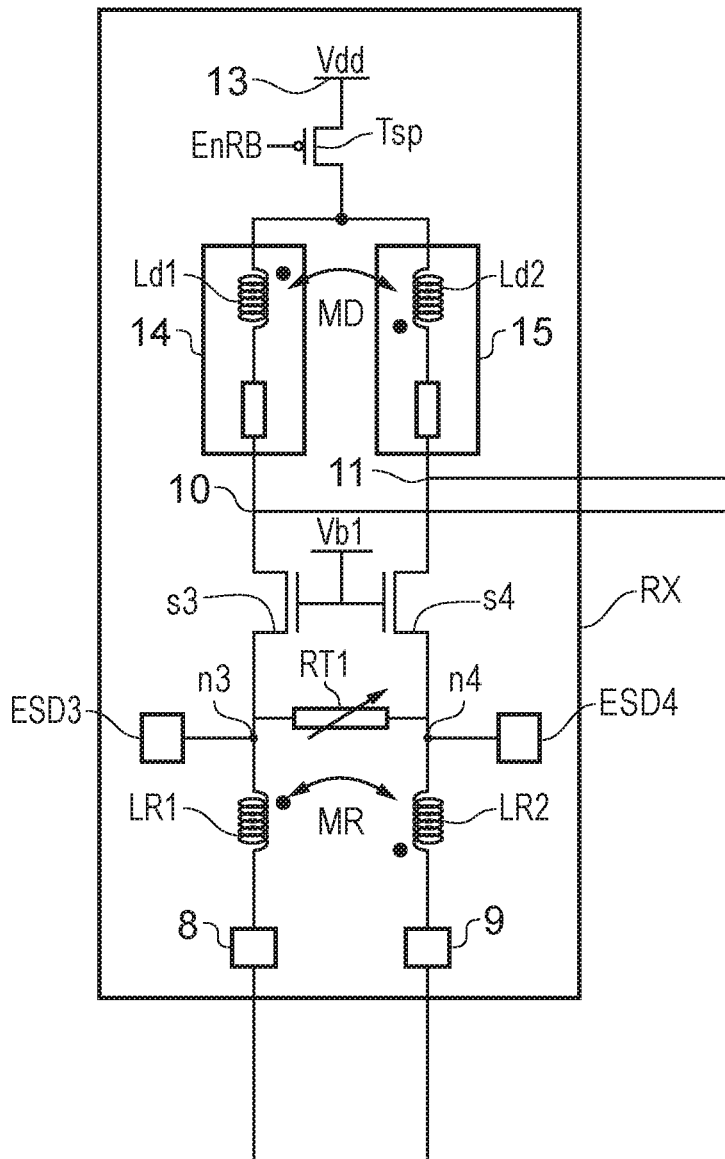 Vdd
13
EnRB
Tsp
Ld1
Ld2
MD
14
15
11
10
Vb1
s3
s4
RX
RT1
n3
n4
ESD3
ESD4
LR1
MR
LR2
8
9